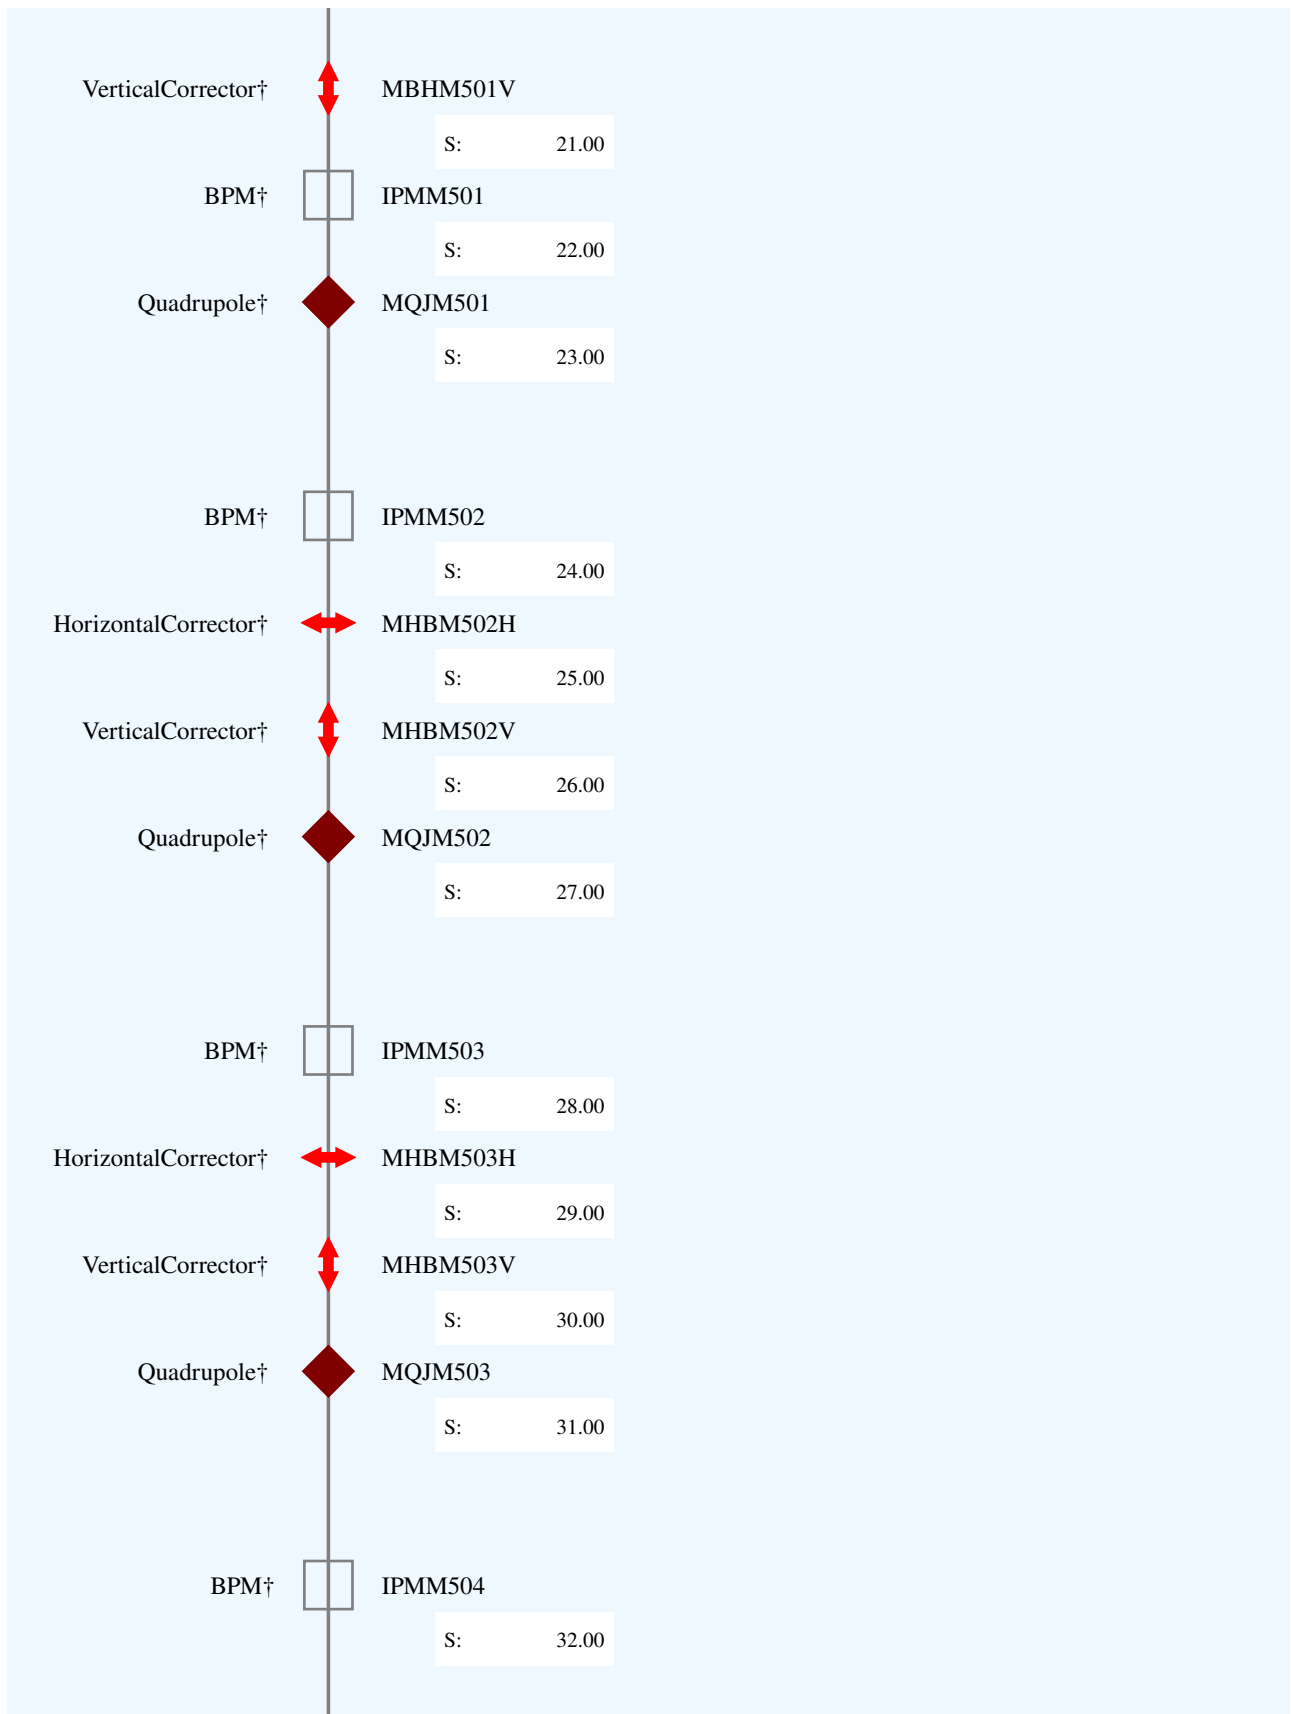 VerticalCorrector† MBHM501V
S: 21.00
BPM† IPMM501
S: 22.00
Quadrupole† MQJM501
S: 23.00
BPM† IPMM502
S: 24.00
HorizontalCorrector† MHBM502H
S: 25.00
VerticalCorrector† MHBM502V
S: 26.00
Quadrupole† MQJM502
S: 27.00
BPM† IPMM503
S: 28.00
HorizontalCorrector† MHBM503H
S: 29.00
VerticalCorrector† MHBM503V
S: 30.00
Quadrupole† MQJM503
S: 31.00
BPM† IPMM504
S: 32.00